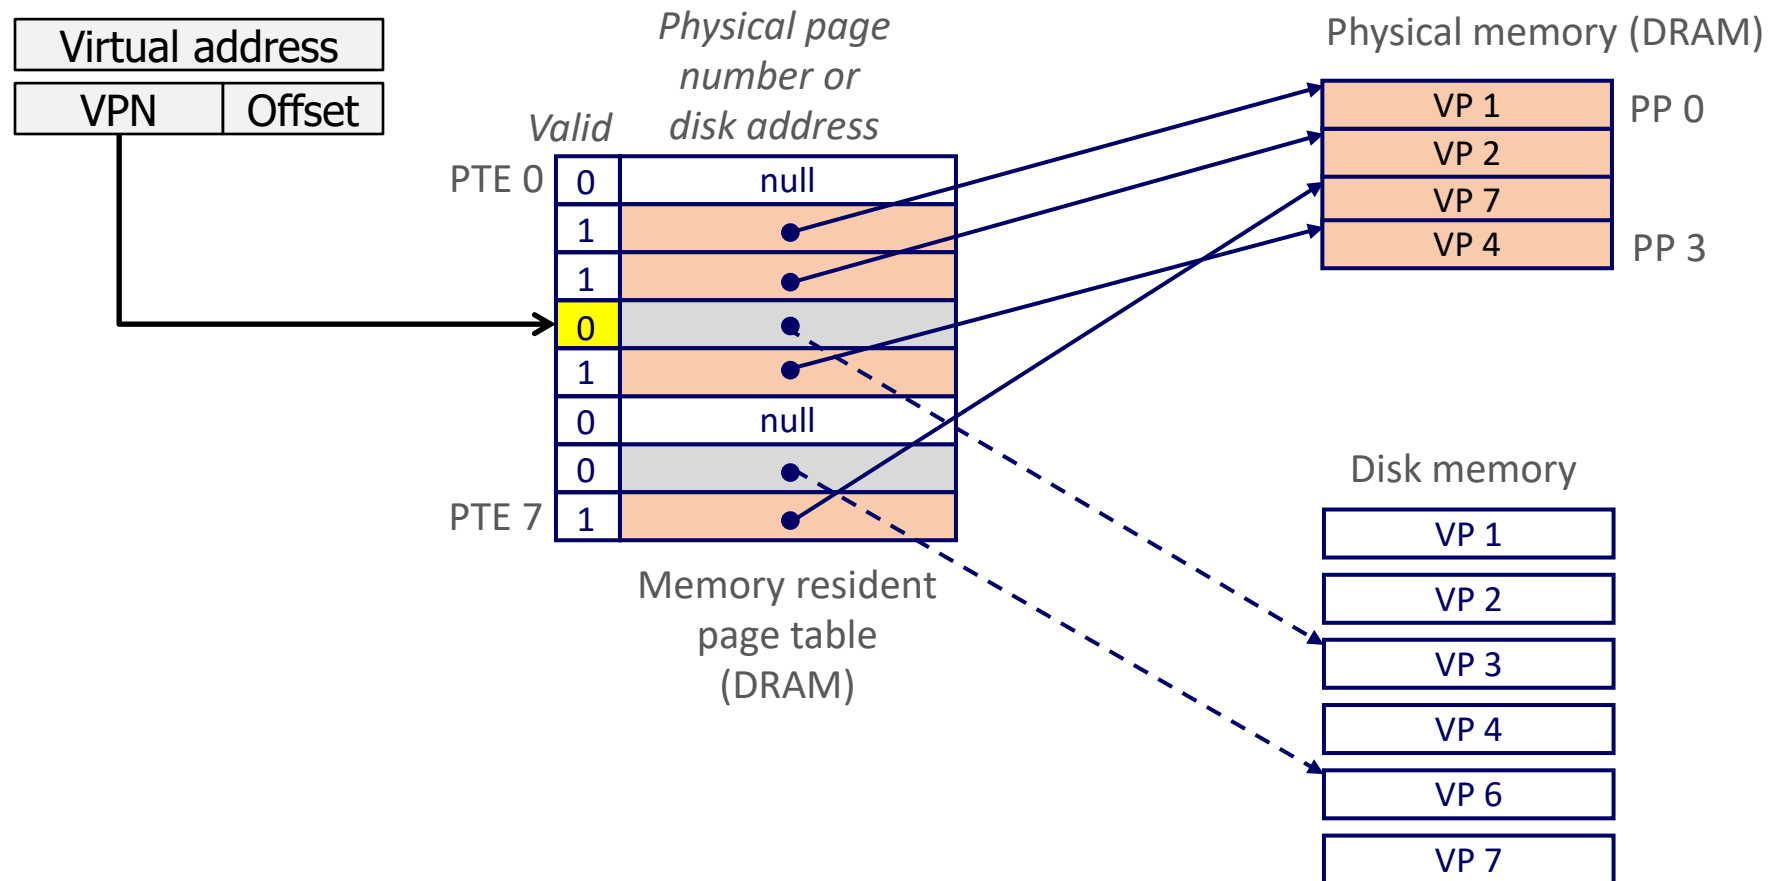 Virtual address
VPN Offset
Physical page
number or
disk address
Valid
PTE 0 0 null
1
1
0
1
0 null
0
PTE 7 1
Memory resident
page table
(DRAM)
Physical memory (DRAM)
VP 1 PP 0
VP 2
VP 7
VP 4 PP 3
Disk memory
VP 1
VP 2
VP 3
VP 4
VP 6
VP 7